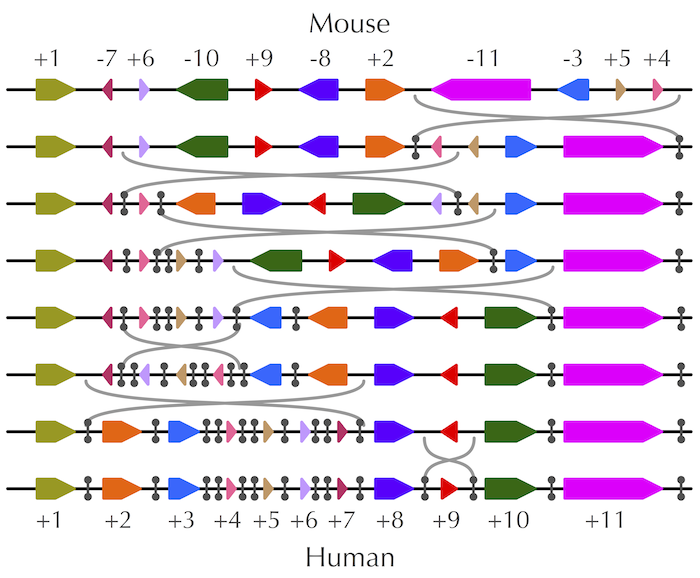 Mouse
+1 -7 +6 -10 +9 -8 +2 -11 -3 +5 +4
+1 +2 +3 +4 +5 +6 +7 +8 +9 +10 +11
Human